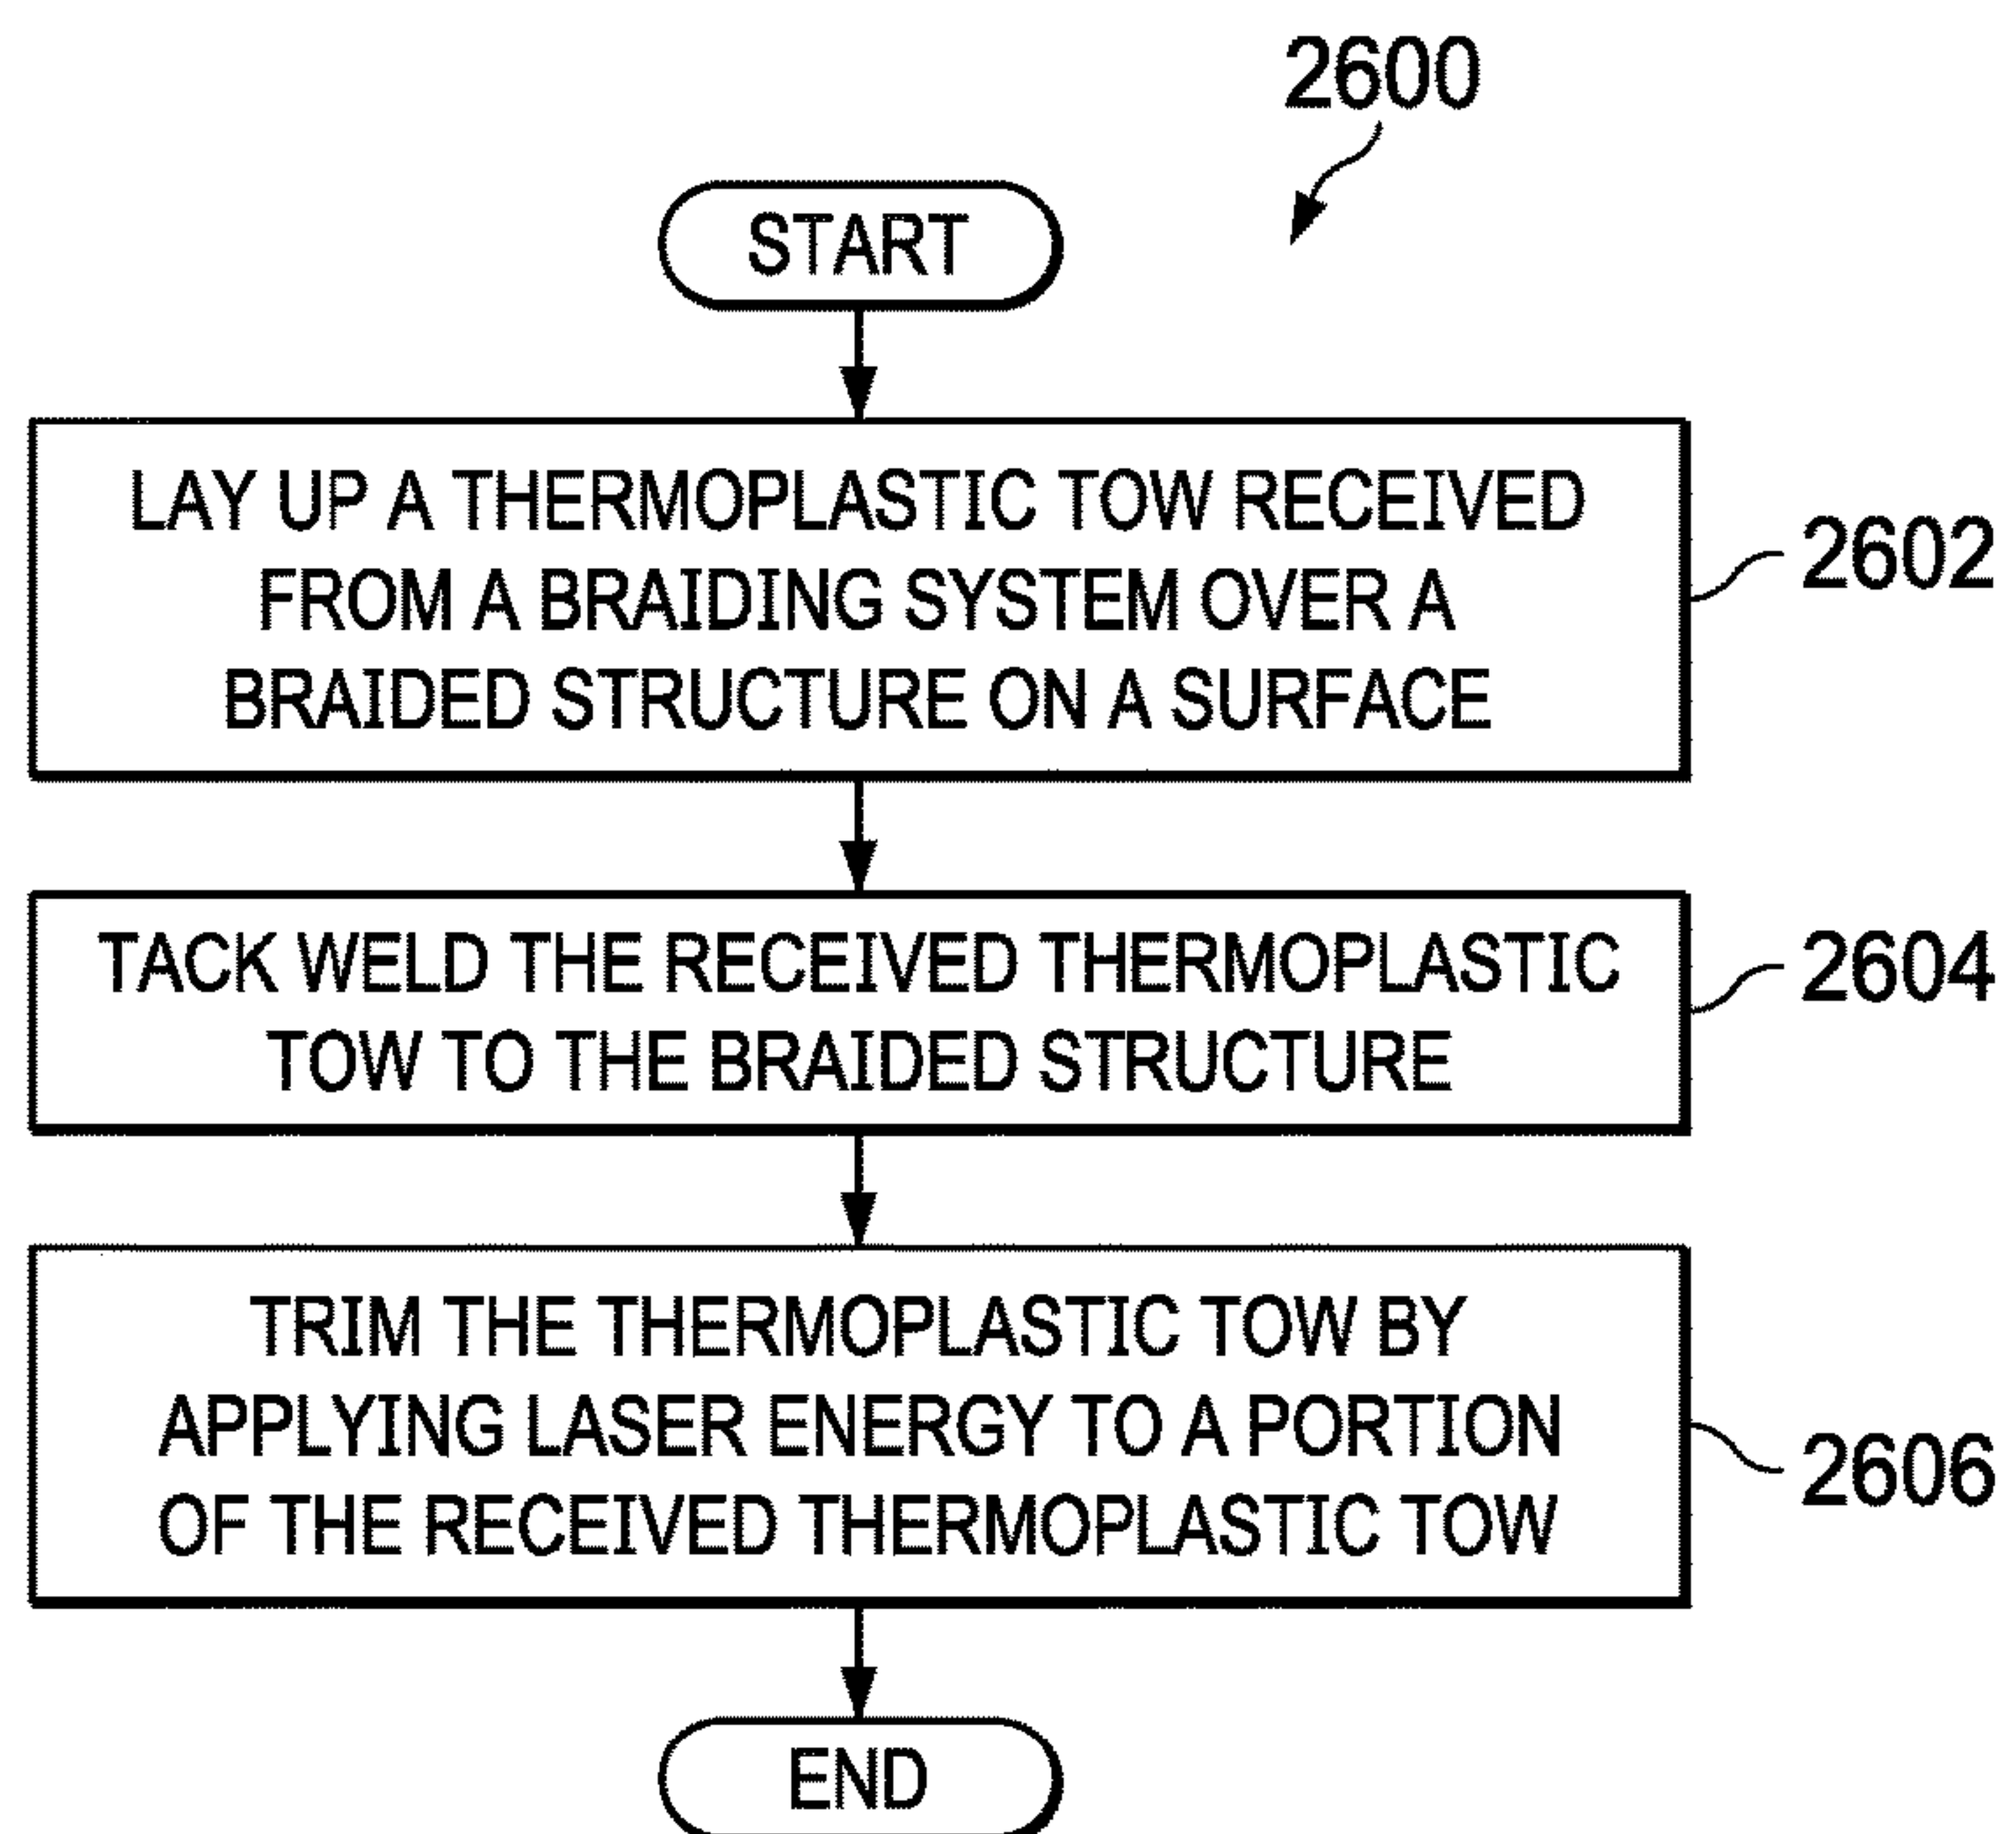 2600
START
LAY UP A THERMOPLASTIC TOW RECEIVED
FROM A BRAIDING SYSTEM OVER A
BRAIDED STRUCTURE ON A SURFACE
2602
TACK WELD THE RECEIVED THERMOPLASTIC
TOW TO THE BRAIDED STRUCTURE
2604
TRIM THE THERMOPLASTIC TOW BY
APPLYING LASER ENERGY TO A PORTION
OF THE RECEIVED THERMOPLASTIC TOW
2606
END